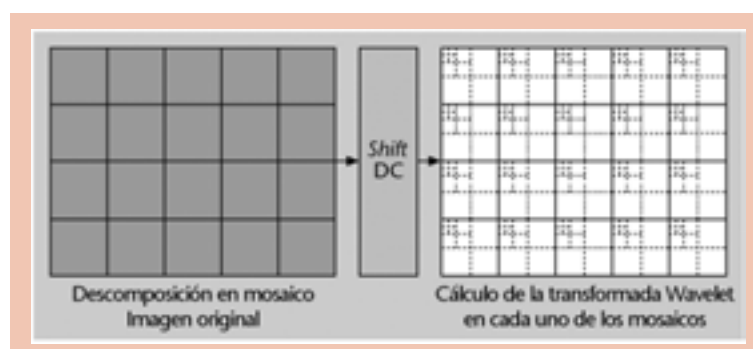 Shift
DC
Descomposición en mosaico
Imagen original
Cálculo de la transformada Wavelet
en cada uno de los mosaicos